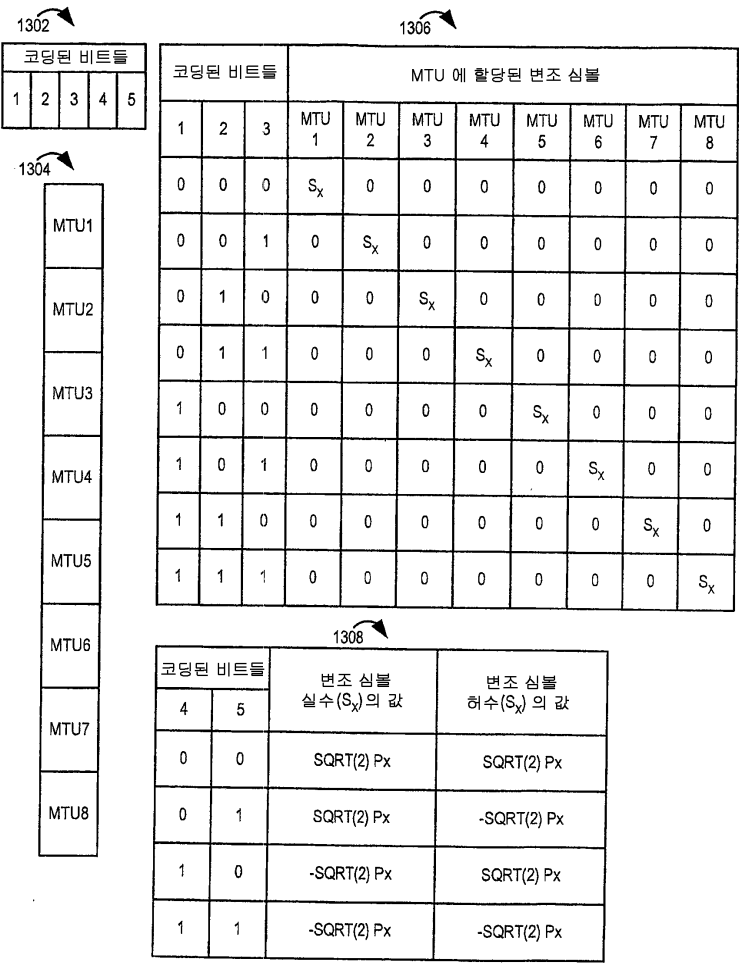 1302
코딩된 비트들
1 2 3 4 5
1304
MTU1
MTU2
MTU3
MTU4
MTU5
MTU6
MTU7
MTU8
1306
코딩된 비트들 MTU 에 할당된 변조 심볼
1 2 3 MTU 1 MTU 2 MTU 3 MTU 4 MTU 5 MTU 6 MTU 7 MTU 8
0 0 0 Sx 0 0 0 0 0 0 0
0 0 1 0 Sx 0 0 0 0 0 0
0 1 0 0 0 Sx 0 0 0 0 0
0 1 1 0 0 0 Sx 0 0 0 0
1 0 0 0 0 0 0 Sx 0 0 0
1 0 1 0 0 0 0 0 Sx 0 0
1 1 0 0 0 0 0 0 0 Sx 0
1 1 1 0 0 0 0 0 0 0 Sx
1308
코딩된 비트들 변조 심볼 실수(Sx)의 값 변조 심볼 허수(Sx) 의 값
4 5
0 0 SQRT(2) Px SQRT(2) Px
0 1 SQRT(2) Px -SQRT(2) Px
1 0 -SQRT(2) Px SQRT(2) Px
1 1 -SQRT(2) Px -SQRT(2) Px